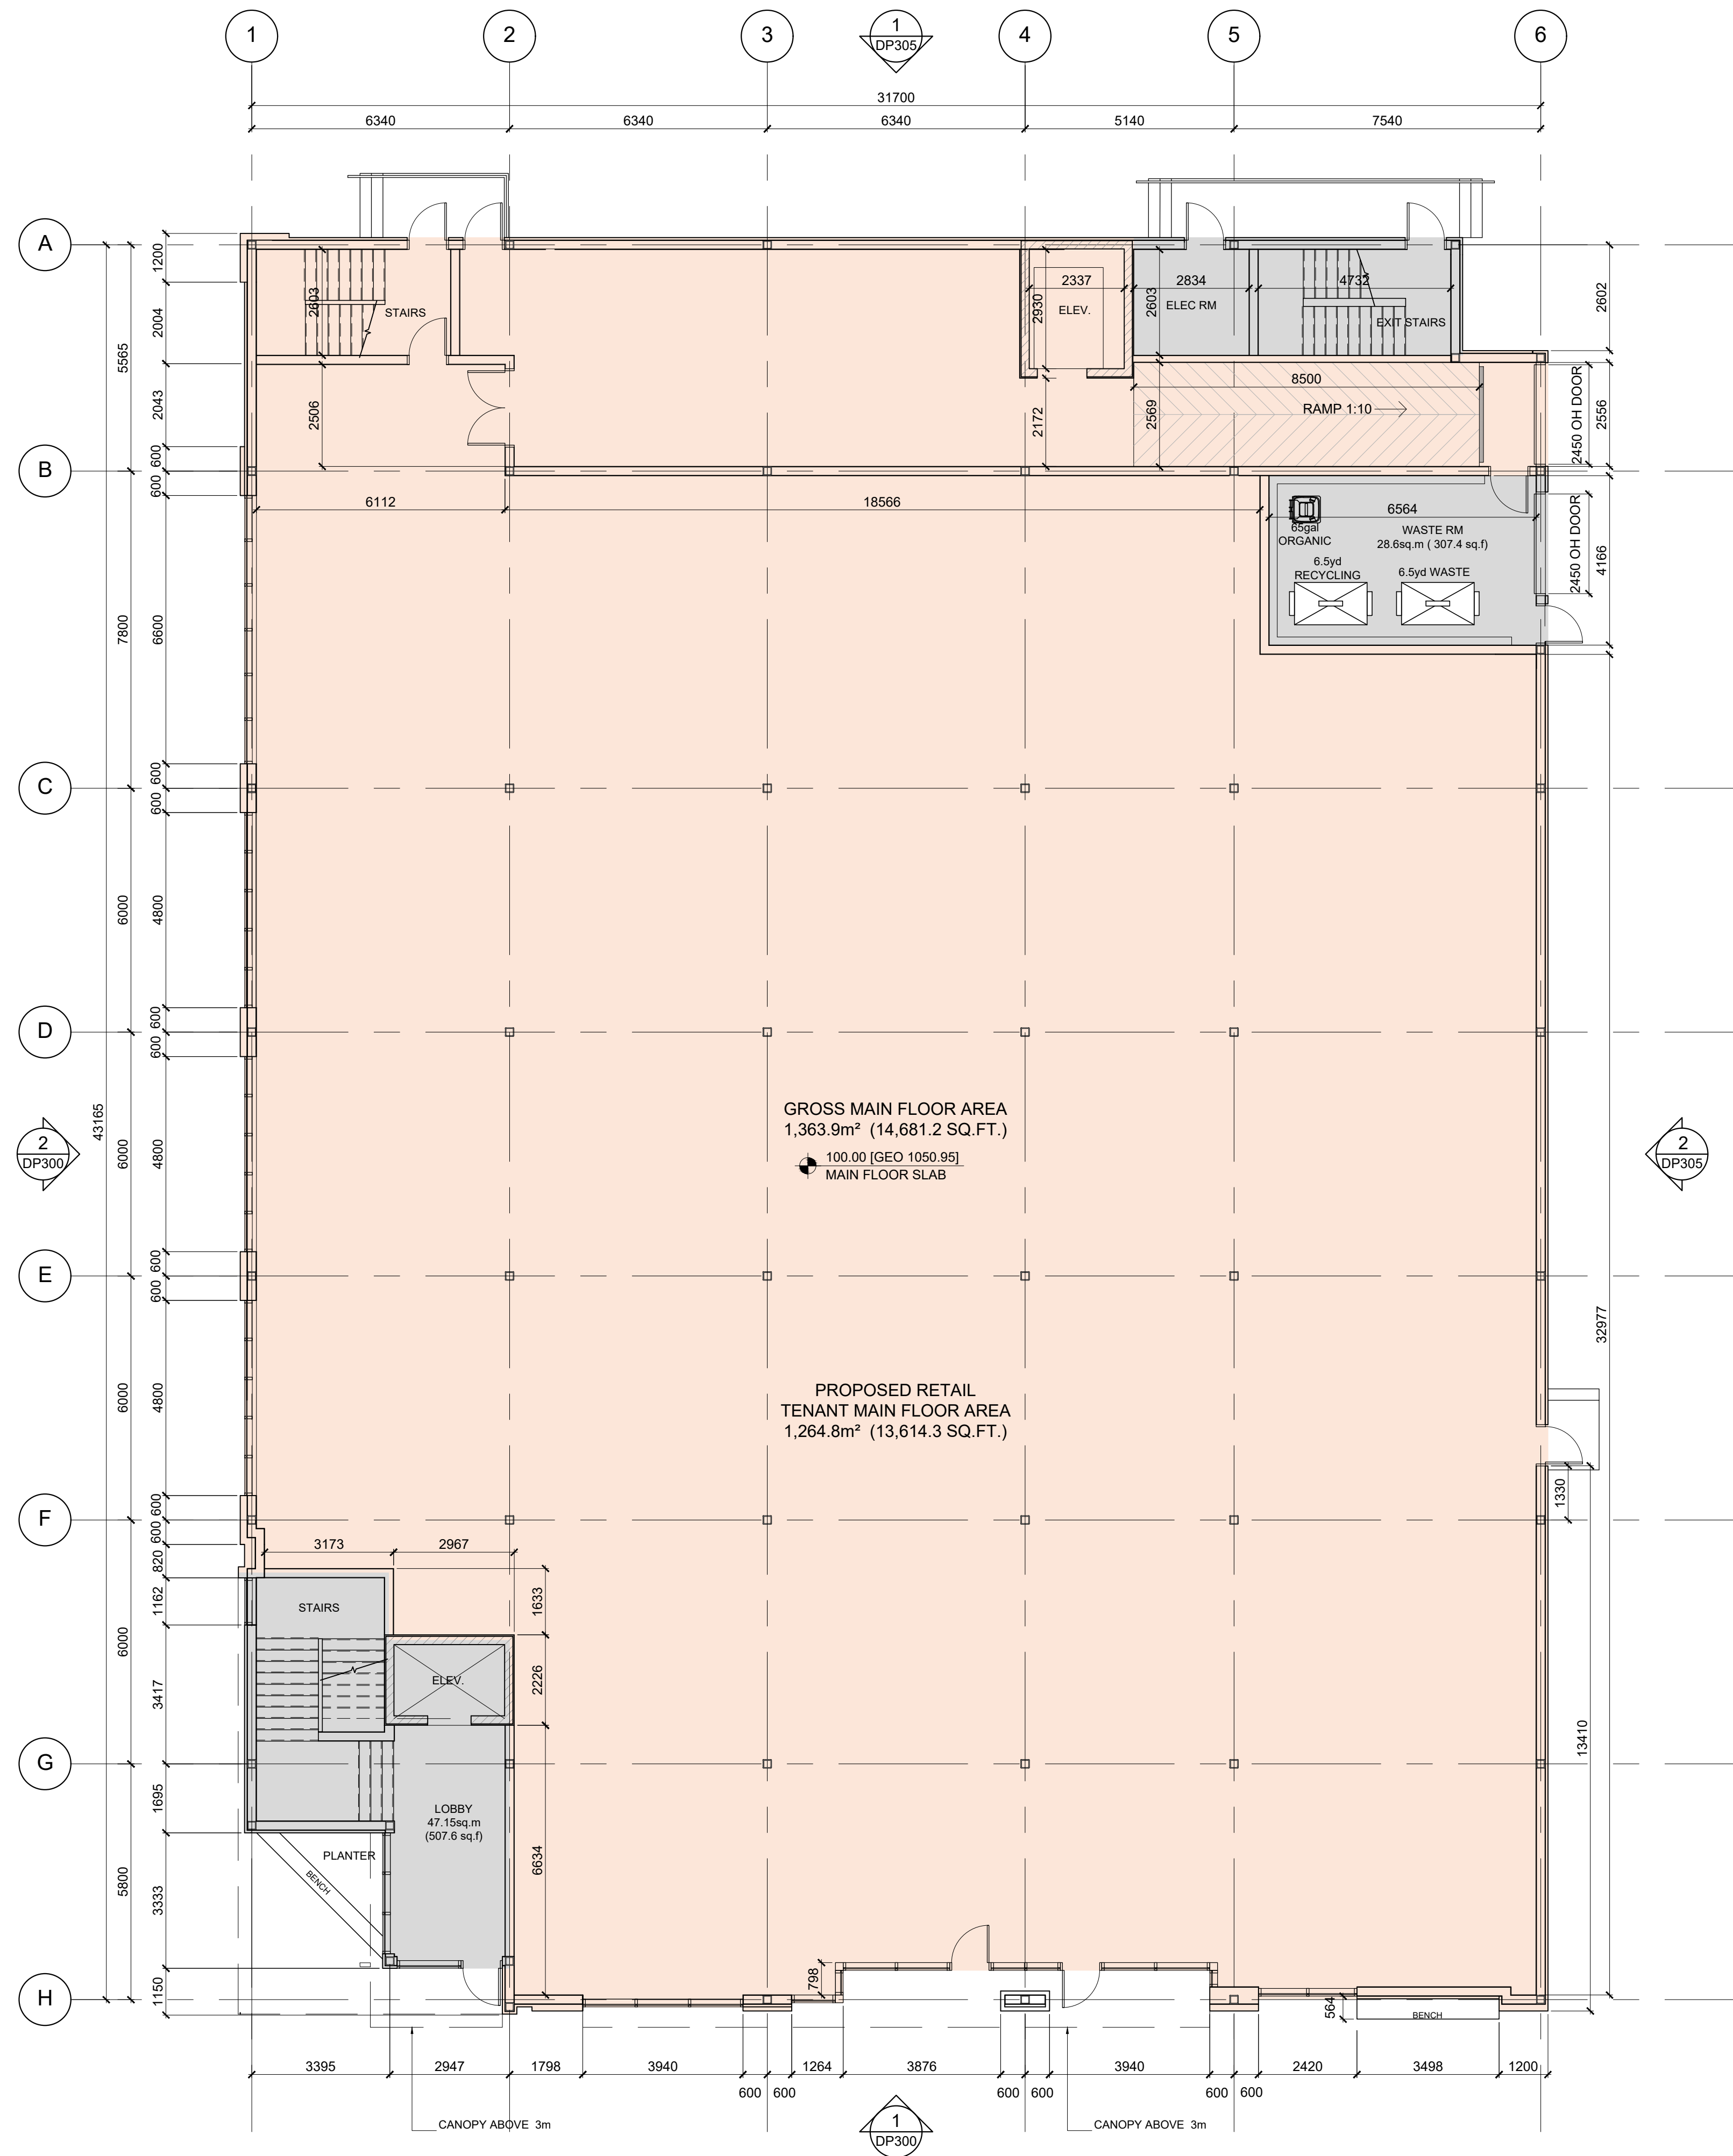 1
2
3
1
DP305
4
5
6
31700
6340
6340
6340
5140
7540
A
1200
2004
2043
600
600
5565
2603
STAIRS
2506
2930
2337
ELEV.
2172
2603
2834
ELEC RM
4732
EXIT STAIRS
2602
2569
8500
RAMP 1:10
2450 OH DOOR
2556
B
6112
18566
6564
65gal
ORGANIC
WASTE RM
28.6sq.m ( 307.4 sq.f)
6.5yd
RECYCLING
6.5yd WASTE
2450 OH DOOR
4166
7800
6600
C
600
600
6000
4800
D
600
600
43165
GROSS MAIN FLOOR AREA
1,363.9m² (14,681.2 SQ.FT.)
100.00 [GEO 1050.95]
MAIN FLOOR SLAB
2
DP300
6000
4800
2
DP305
E
600
600
32977
6000
4800
PROPOSED RETAIL
TENANT MAIN FLOOR AREA
1,264.8m² (13,614.3 SQ.FT.)
1330
F
600
600
820
1162
3173
2967
1633
STAIRS
6000
3417
ELEV.
2226
13410
G
1695
LOBBY
47.15sq.m
(507.6 sq.f)
6634
PLANTER
BENCH
5800
3333
1150
H
798
564
BENCH
3395
2947
1798
3940
600
600
1264
3876
600
600
3940
600
600
2420
3498
1200
CANOPY ABOVE 3m
1
DP300
CANOPY ABOVE 3m